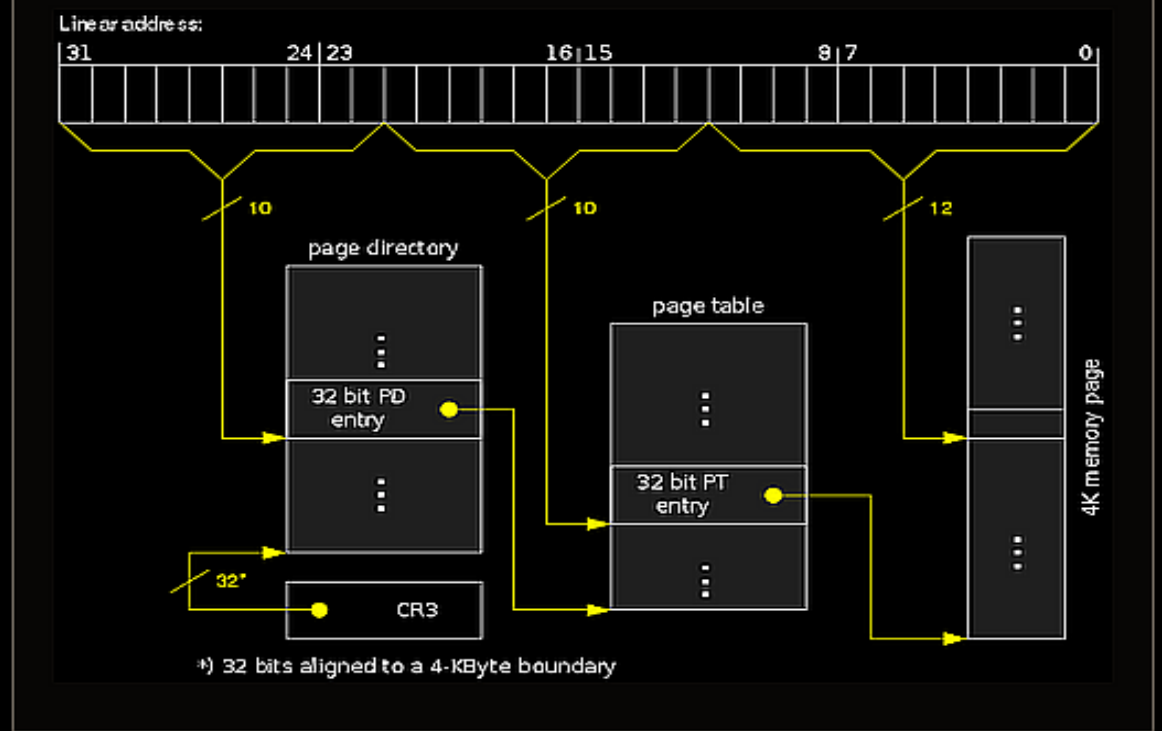 Linear address:
31 24 23 16 15 8 7 0
10 10 12
page directory
page table
32 bit PD
entry
32 bit PT
entry
4K memory page
32*
CR3
*) 32 bits aligned to a 4-KByte boundary